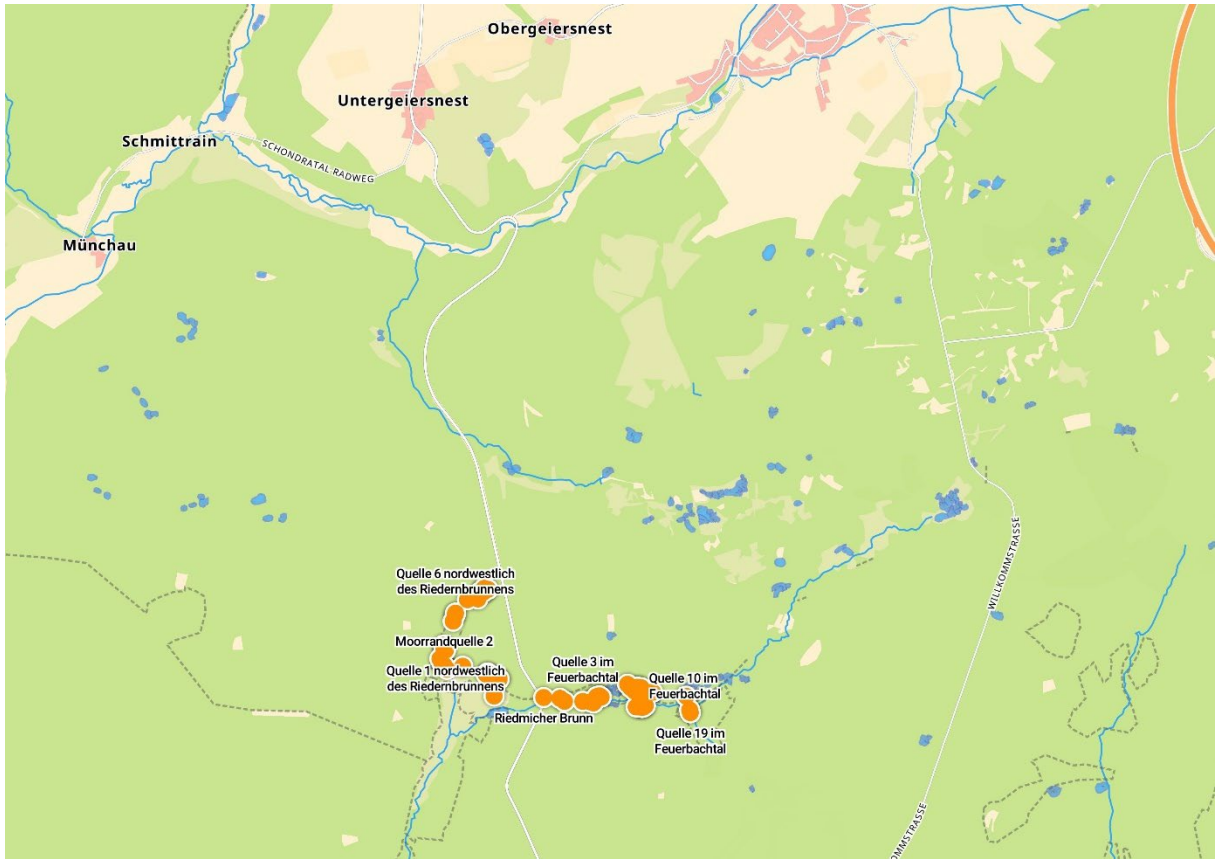 Obergeiersnest
Untergeiersnest
Schmittrain
SCHONDRATAL.RADWEG
Münchau
WILLKOMMSTRASSE
Quelle 6 nordwestlich
des Riedernbrunnens
Moorrandquelle 2
Quelle 1 nordwestlich
des Riedernbrunnens
Quelle 3 im
Feuerbachtal
Quelle 10 im
Feuerbachtal
Riedmicher Brunn
Quelle 19 im
Feuerbachtal
OMMSTRASSE